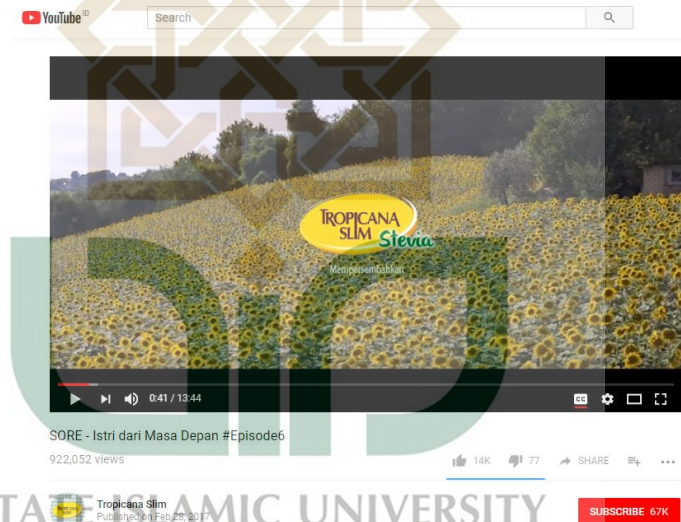 YouTube ID
Search
TROPICANA
SLIM Stevia
Mempersembahkan
0:41 / 13:44
CC
SORE - Istri dari Masa Depan #Episode6
922,052 views
14K 77 SHARE
Tropicana Slim
Published on Feb 28, 2017
SUBSCRIBE 67K
ISLAMIC UNIVERSITY